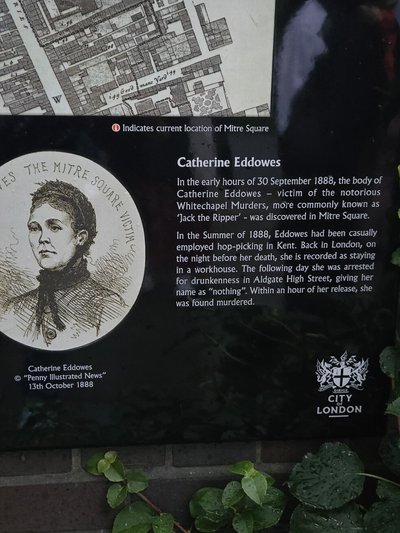 Indicates current location of Mitre Square
Catherine Eddowes
In the early hours of 30 September 1888, the body of
Catherine Eddowes – victim of the notorious
Whitechapel Murders, more commonly known as
'Jack the Ripper' - was discovered in Mitre Square.
In the Summer of 1888, Eddowes had been casually
employed hop-picking in Kent. Back in London, on
the night before her death, she is recorded as staying
in a workhouse. The following day she was arrested
for drunkenness in Aldgate High Street, giving her
name as "nothing". Within an hour of her release, she
was found murdered.
THE MITRE SQUARE VICTIM
Catherine Eddowes
© "Penny Illustrated News"
13th October 1888
CITY
OF
LONDON